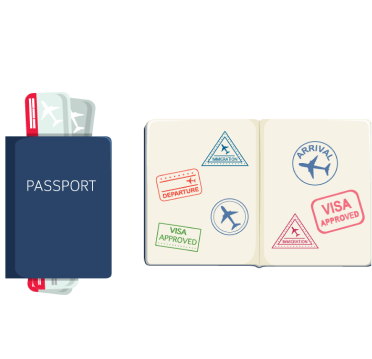 PASSPORT
IMMIGRATION
DEPARTURE
VISA
APPROVED
ARRIVAL
VISA
APPROVED
IMMIGRATION